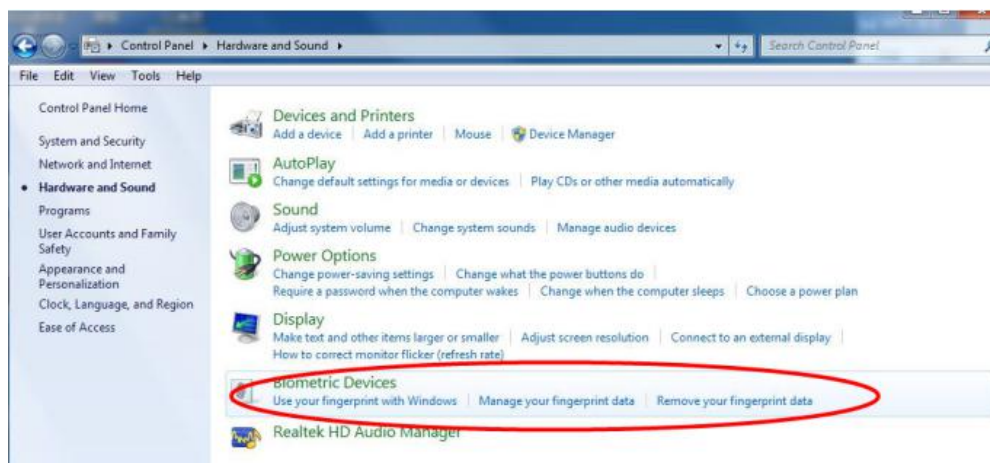 Control Panel ▸ Hardware and Sound ▸
Search Control Panel
File Edit View Tools Help
Control Panel Home
System and Security
Network and Internet
Hardware and Sound
Programs
User Accounts and Family
Safety
Appearance and
Personalization
Clock, Language, and Region
Ease of Access
Devices and Printers
Add a device | Add a printer | Mouse | Device Manager
AutoPlay
Change default settings for media or devices | Play CDs or other media automatically
Sound
Adjust system volume | Change system sounds | Manage audio devices
Power Options
Change power-saving settings | Change what the power buttons do |
Require a password when the computer wakes | Change when the computer sleeps | Choose a power plan
Display
Make text and other items larger or smaller | Adjust screen resolution | Connect to an external display |
How to correct monitor flicker (refresh rate)
Biometric Devices
Use your fingerprint with Windows | Manage your fingerprint data | Remove your fingerprint data
Realtek HD Audio Manager